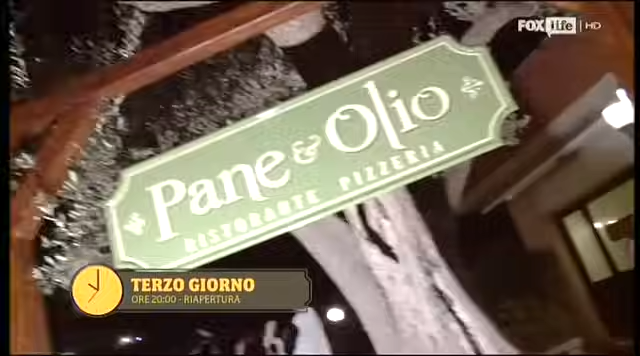 FOX life HD
Pane & Olio
RISTORANTE PIZZERIA
TERZO GIORNO
ORE 20:00 - RIAPERTURA